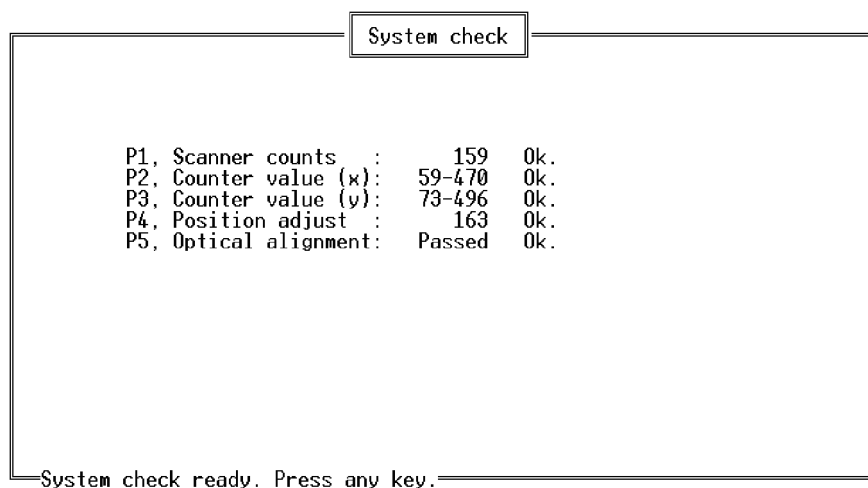 System check
P1, Scanner counts : 159 Ok.
P2, Counter value (x): 59-470 Ok.
P3, Counter value (y): 73-496 Ok.
P4, Position adjust : 163 Ok.
P5, Optical alignment: Passed Ok.
System check ready. Press any key.